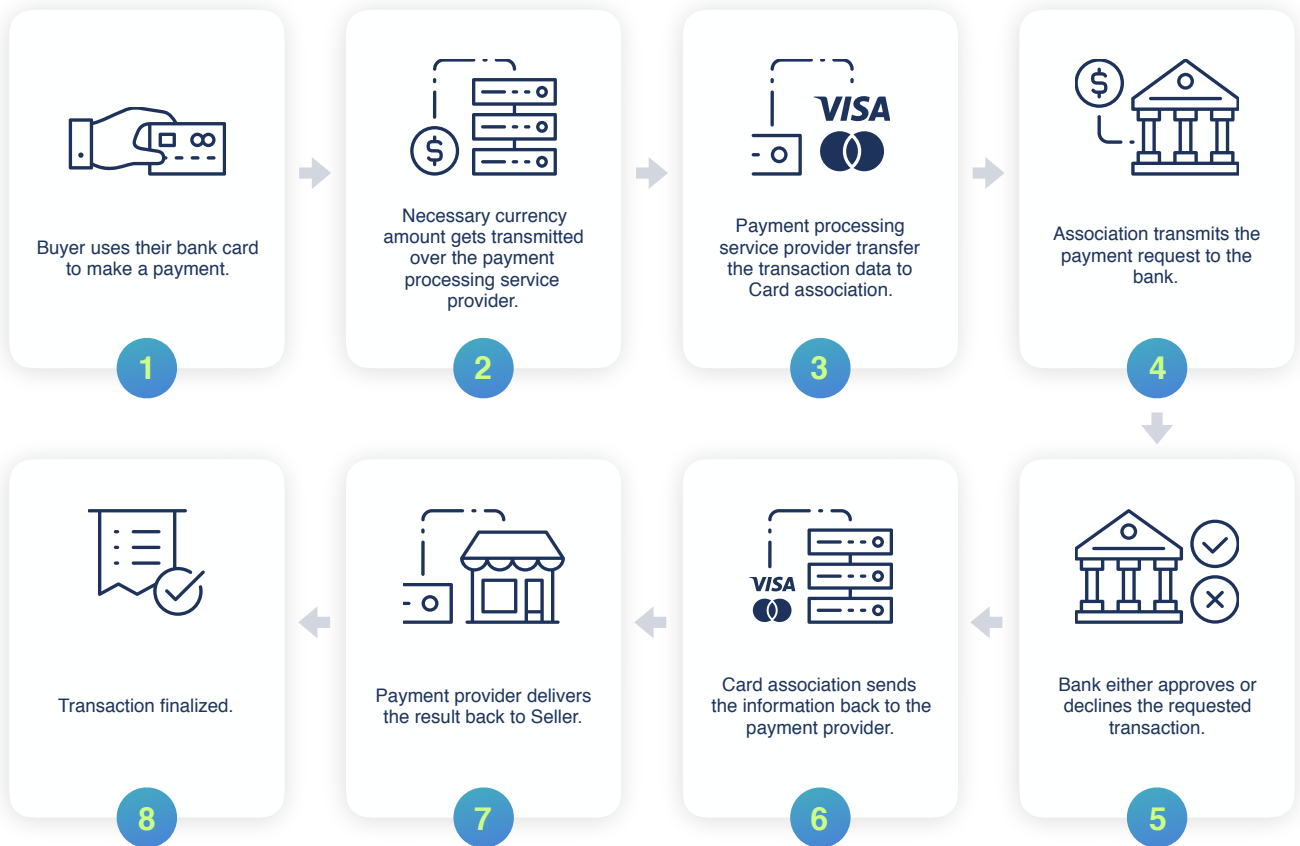 Buyer uses their bank card
to make a payment.
1
Necessary currency
amount gets transmitted
over the payment
processing service
provider.
2
VISA
Payment processing
service provider transfer
the transaction data to
Card association.
3
Association transmits the
payment request to the
bank.
4
Bank either approves or
declines the requested
transaction.
5
VISA
Card association sends
the information back to the
payment provider.
6
Payment provider delivers
the result back to Seller.
7
Transaction finalized.
8